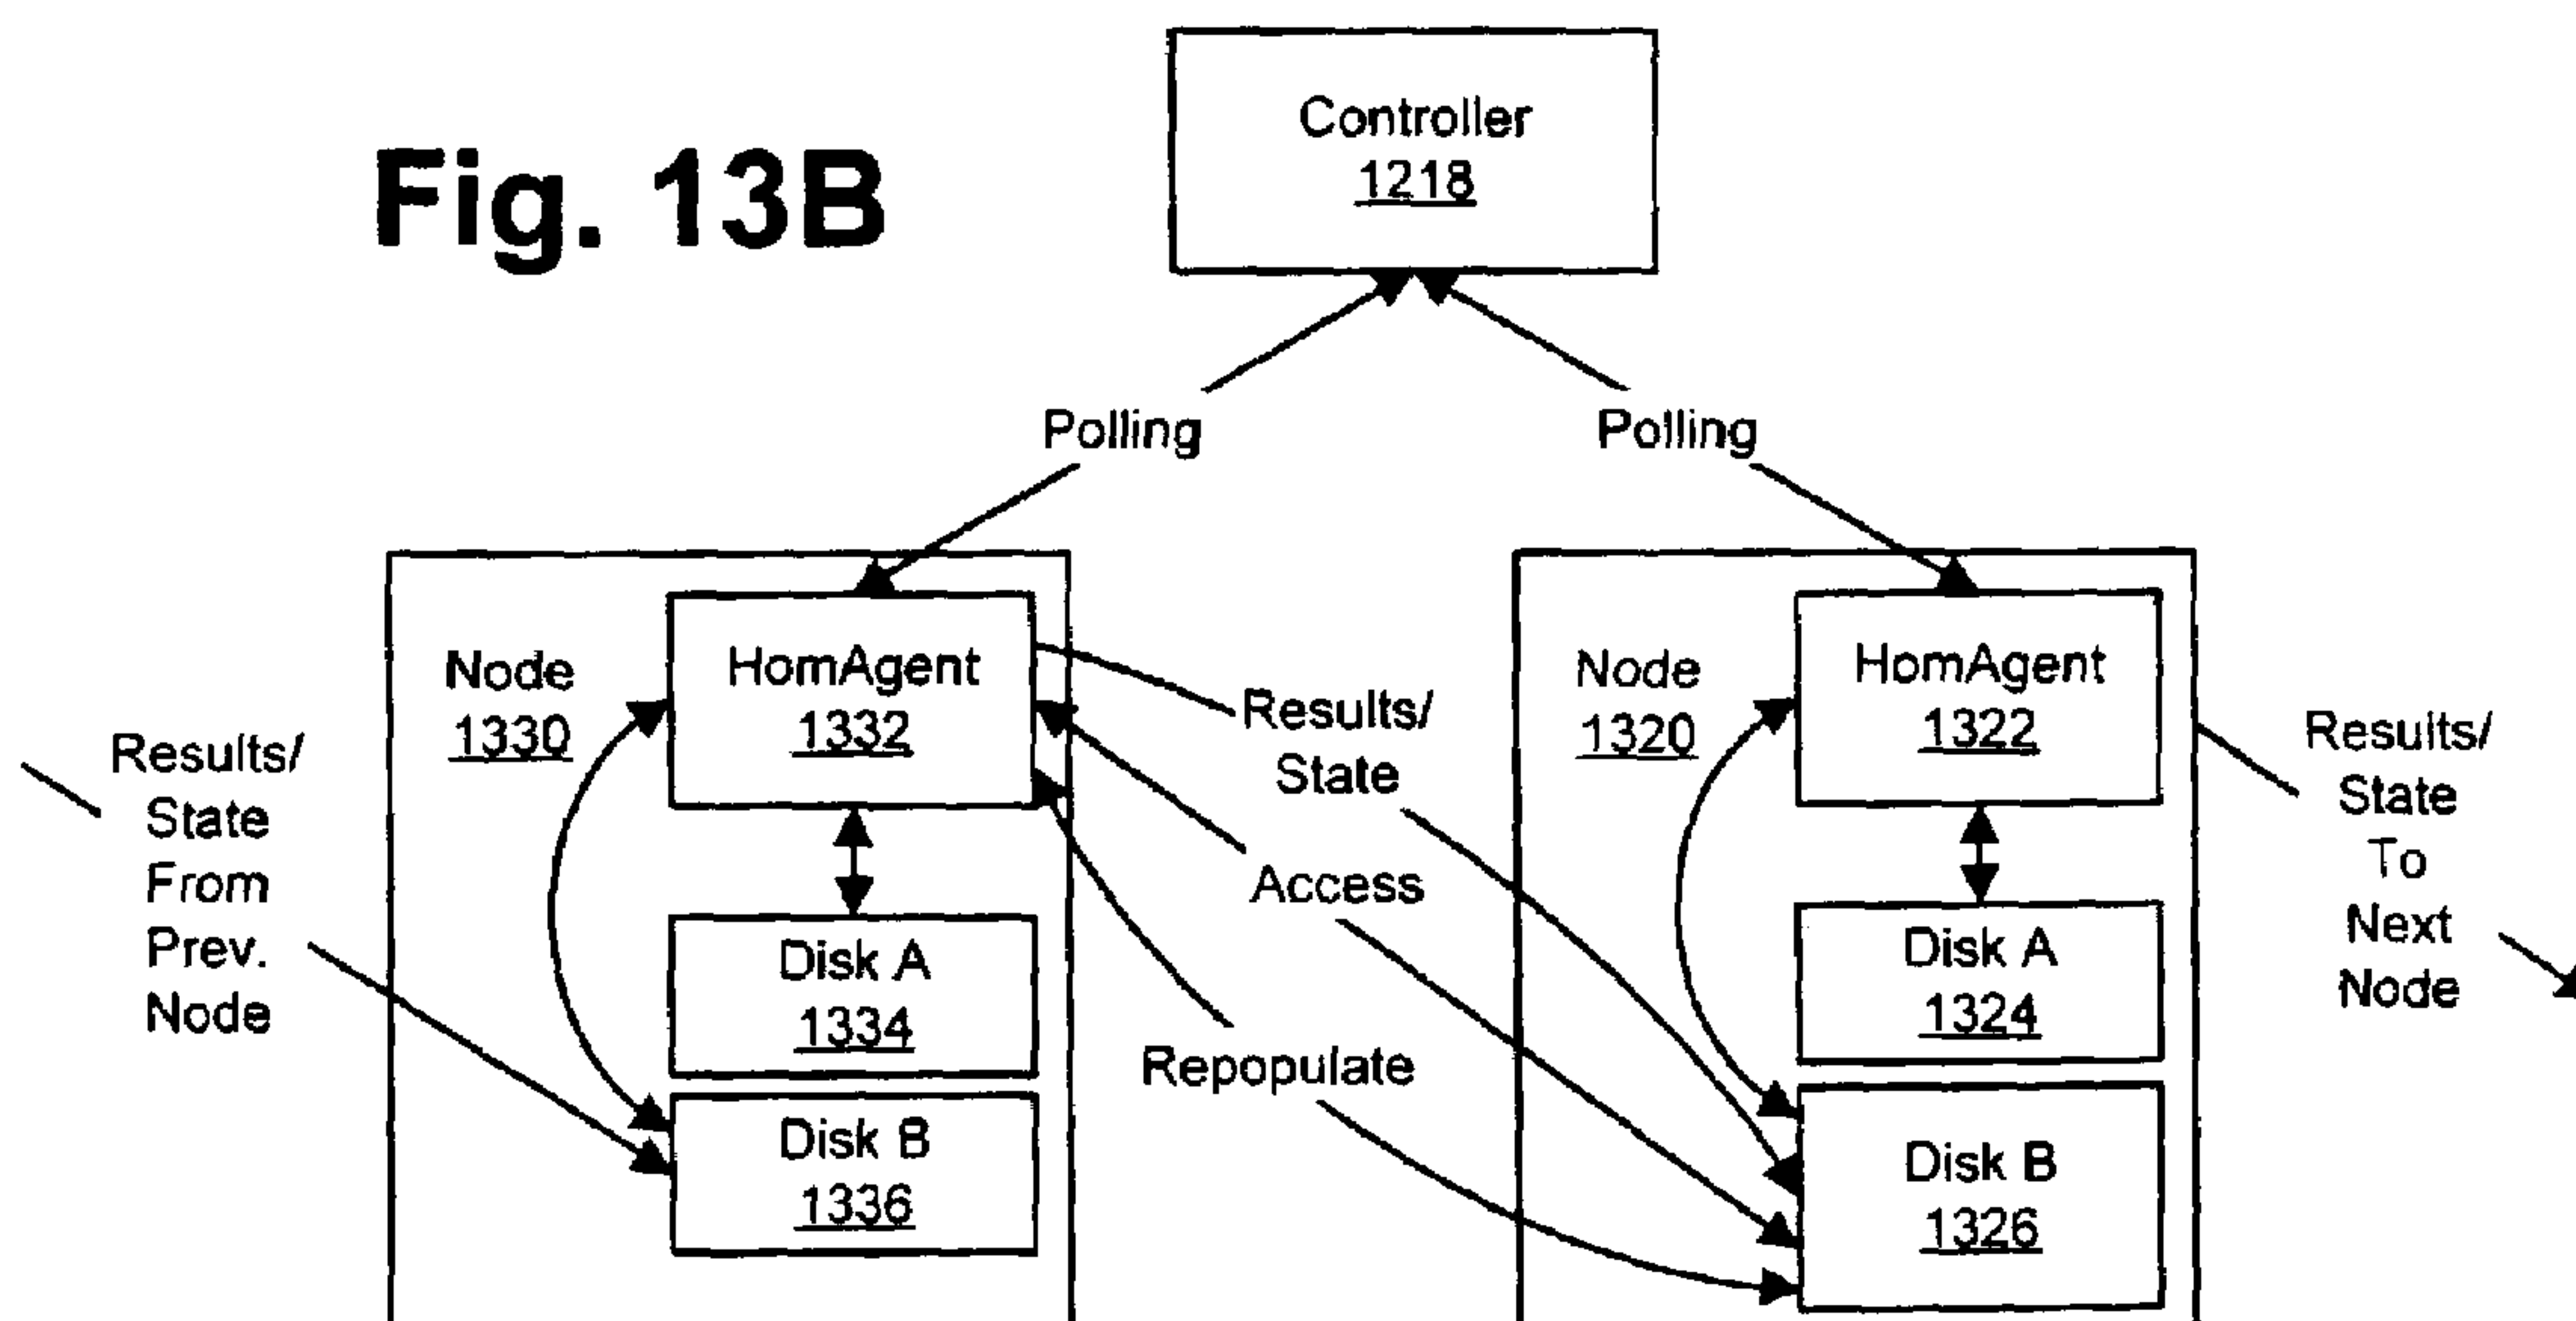 Fig. 13B
Controller
1218
Polling
Polling
Node
1330
HomAgent
1332
Disk A
1334
Disk B
1336
Results/
State
From
Prev.
Node
Results/
State
Access
Repopulate
Node
1320
HomAgent
1322
Disk A
1324
Disk B
1326
Results/
State
To
Next
Node